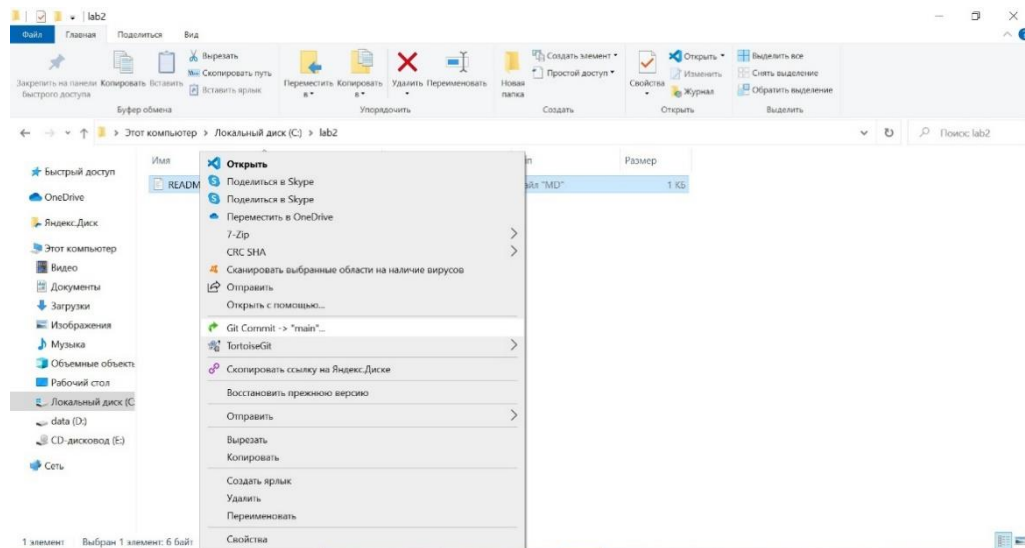 lab2
Файл Главная Поделиться Вид
Закрепить на панели быстрого доступа
Копировать
Вставить
Вырезать
Скопировать путь
Вставить ярлык
Буфер обмена
Переместить в
Копировать в
Удалить
Переименовать
Упорядочить
Новая папка
Создать элемент
Простой доступ
Создать
Свойства
Открыть
Изменить
Журнал
Открыть
Выделить все
Снять выделение
Обратить выделение
Выделить
Этот компьютер > Локальный диск (C:) > lab2
Поиск: lab2
Имя
Размер
READM
"MD"
1 КБ
Быстрый доступ
OneDrive
Яндекс.Диск
Этот компьютер
Видео
Документы
Загрузки
Изображения
Музыка
Объемные объекть
Рабочий стол
Локальный диск (C
data (D:)
CD-дисковод (E:)
Сеть
Открыть
Поделиться в Skype
Поделиться в Skype
Переместить в OneDrive
7-Zip
CRC SHA
Сканировать выбранные области на наличие вирусов
Отправить
Открыть с помощью...
Git Commit -> "main"...
TortoiseGit
Скопировать ссылку на Яндекс.Диске
Восстановить прежнюю версию
Отправить
Вырезать
Копировать
Создать ярлык
Удалить
Переименовать
Свойства
1 элемент Выбран 1 элемент: 6 байт